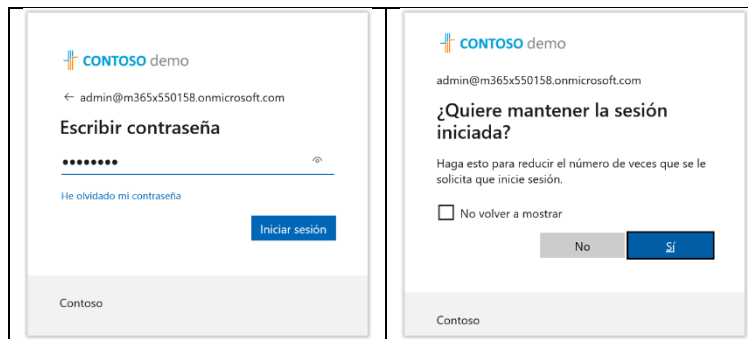 CONTOSO demo
← admin@m365x550158.onmicrosoft.com
Escribir contraseña
••••••••
He olvidado mi contraseña
Iniciar sesión
Contoso
CONTOSO demo
admin@m365x550158.onmicrosoft.com
¿Quiere mantener la sesión
iniciada?
Haga esto para reducir el número de veces que se le
solicita que inicie sesión.
No volver a mostrar
No
Sí
Contoso